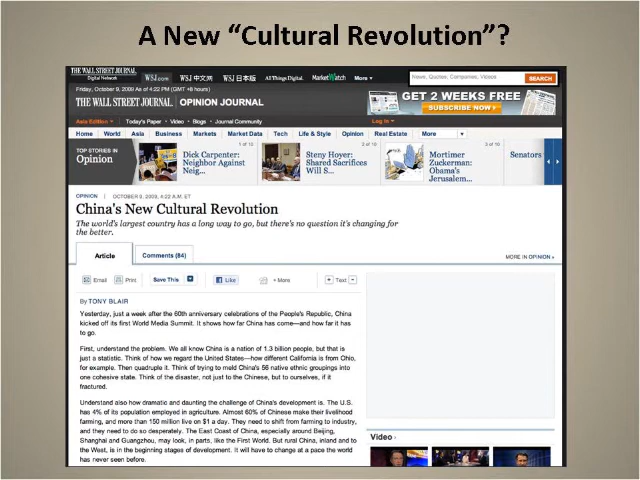 A New “Cultural Revolution”?
THE WALL STREET JOURNAL
Digital Network
WSJ.com
WSJ 中文网
WSJ 日本版
AllThingsDigital
MarketWatch
More
News, Quotes, Companies, Videos
SEARCH
Friday, October 9, 2009 As of 4:22 PM (GMT +8 hours)
THE WALL STREET JOURNAL | OPINION JOURNAL
GET 2 WEEKS FREE
SUBSCRIBE NOW
Asia Edition
Today's Paper • Video • Blogs • Journal Community
Log In
Home World Asia Business Markets Market Data Tech Life & Style Opinion Real Estate More
TOP STORIES IN
Opinion
1 of 10
Dick Carpenter:
Neighbor Against
Neig...
2 of 10
Steny Hoyer:
Shared Sacrifices
Will S...
3 of 10
Mortimer
Zuckerman:
Obama's
Jerusalem...
Senators
OPINION | OCTOBER 9, 2009, 4:22 A.M. ET
China's New Cultural Revolution
The world's largest country has a long way to go, but there's no question it's changing for
the better.
Article
Comments (84)
MORE IN OPINION »
Email
Print
Save This
Like
+ More
+ Text -
By TONY BLAIR
Yesterday, just a week after the 60th anniversary celebrations of the People's Republic, China
kicked off its first World Media Summit. It shows how far China has come—and how far it has
to go.
First, understand the problem. We all know China is a nation of 1.3 billion people, but that is
just a statistic. Think of how we regard the United States—how different California is from Ohio,
for example. Then quadruple it. Think of trying to meld China's 56 native ethnic groupings into
one cohesive state. Think of the disaster, not just to the Chinese, but to ourselves, if it
fractured.
Understand also how dramatic and daunting the challenge of China's development is. The U.S.
has 4% of its population employed in agriculture. Almost 60% of Chinese make their livelihood
farming, and more than 150 million live on $1 a day. They need to shift from farming to industry,
and they need to do so desperately. The East Coast of China, especially around Beijing,
Shanghai and Guangzhou, may look, in parts, like the First World. But rural China, inland and to
the West, is in the beginning stages of development. It will have to change at a pace the world
has never seen before.
Video